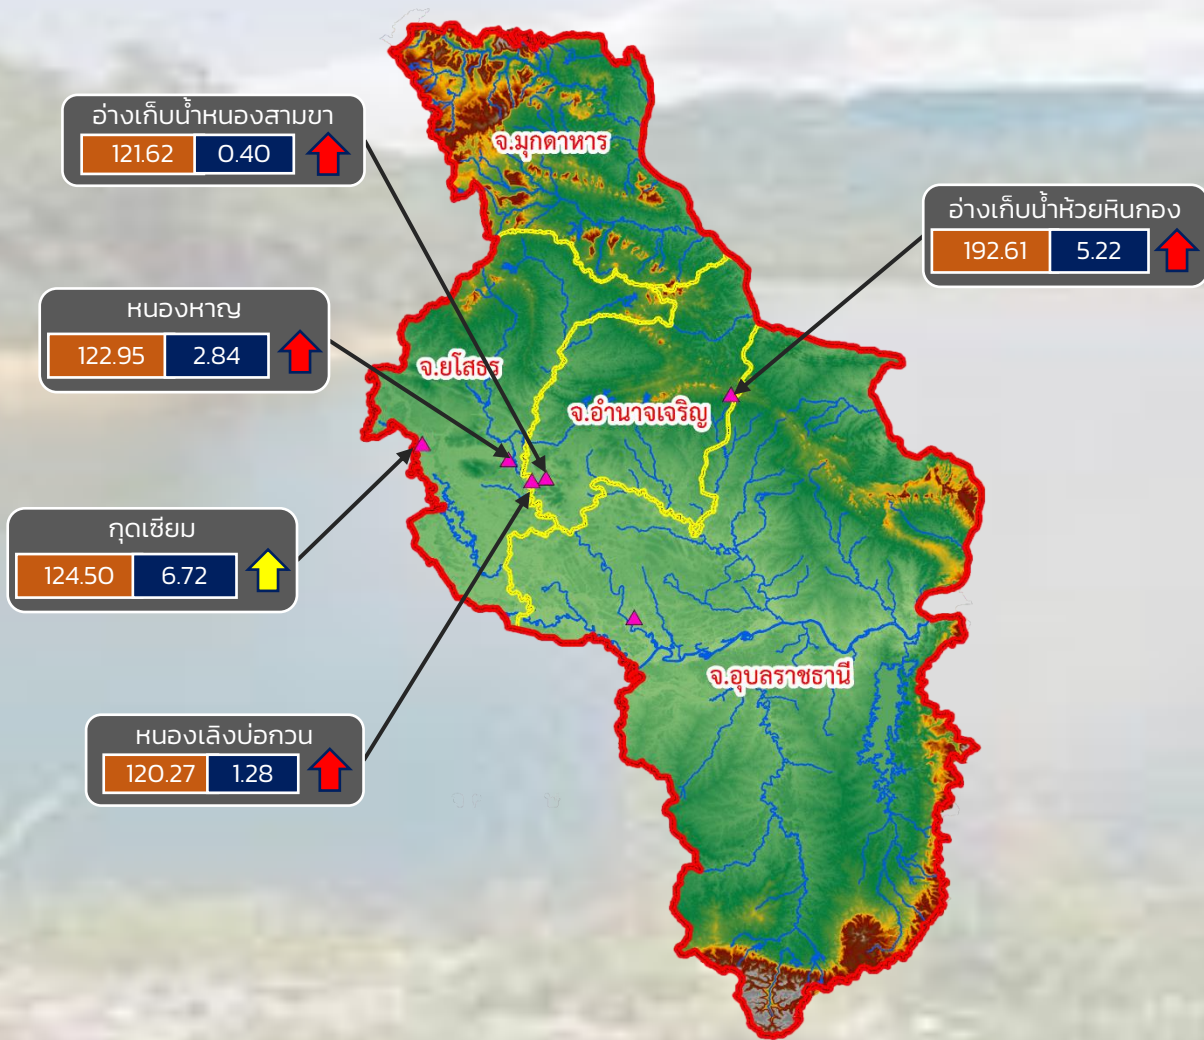 อ่างเก็บน้ำหนองสามขา
121.62 0.40
จ.มุกดาหาร
อ่างเก็บน้ำห้วยหินกอง
192.61 5.22
หนองหาญ
122.95 2.84
จ.ยโสธร
จ.อำนาจเจริญ
กุดเซียม
124.50 6.72
จ.อุบลราชธานี
หนองเลิงบ่อกวน
120.27 1.28